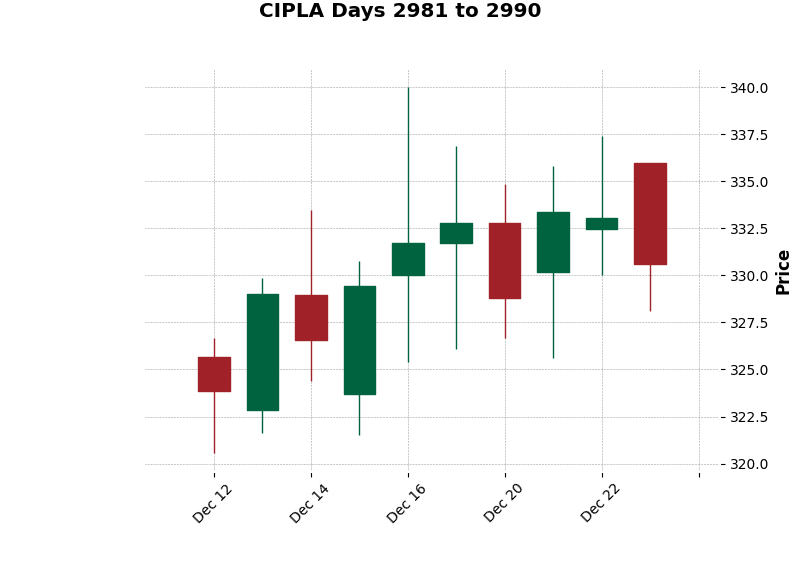 CIPLA Days 2981 to 2990
340.0
337.5
335.0
332.5
330.0
327.5
325.0
322.5
320.0
Price
Dec 12
Dec 14
Dec 16
Dec 20
Dec 22